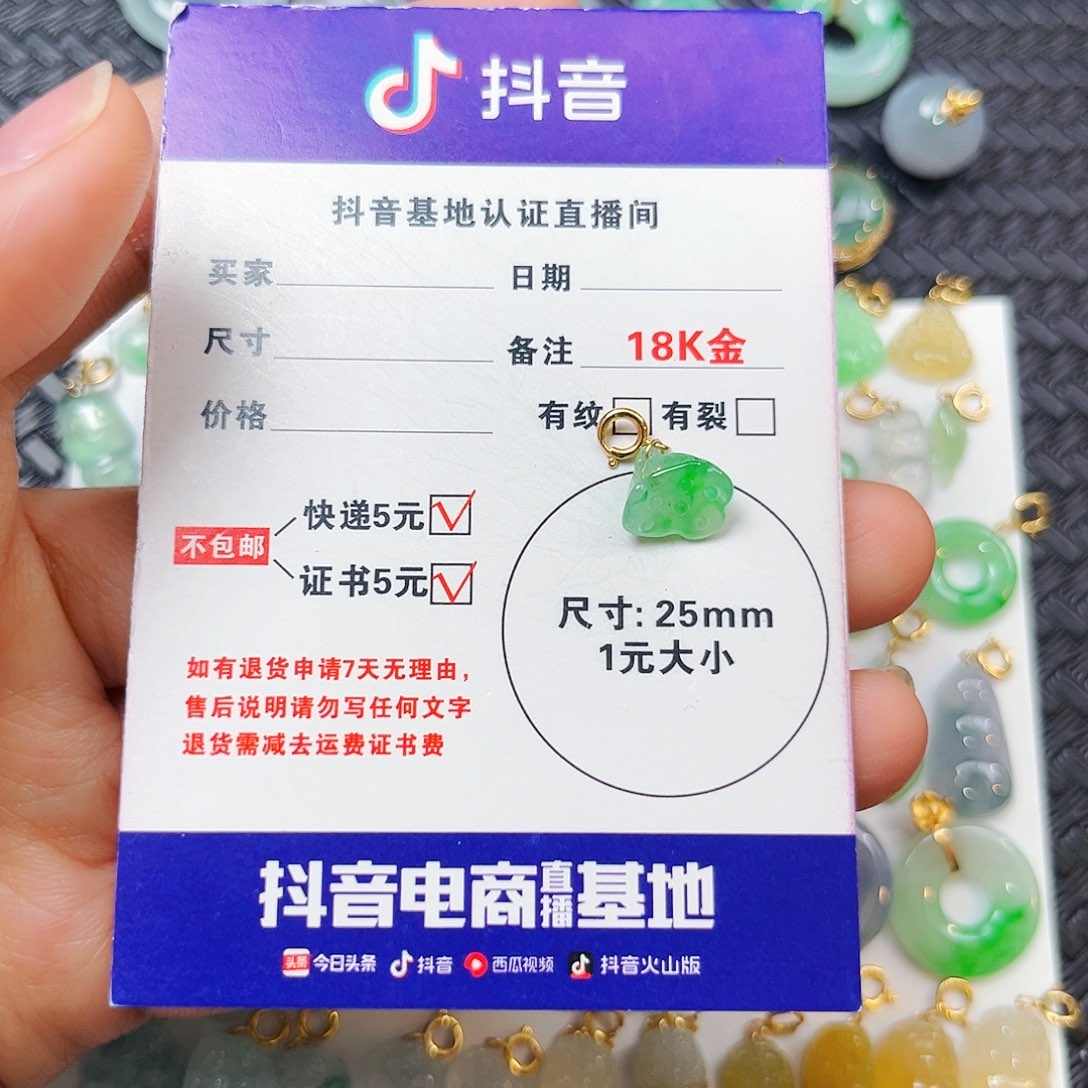 抖音
抖音基地认证直播间
买家 日期
尺寸 备注 18K金
价格 有纹 有裂
快递5元
不包邮
证书5元
尺寸: 25mm
1元大小
如有退货申请7天无理由，
售后说明请勿写任何文字
退货需减去运费证书费
抖音电商直播基地
头条 今日头条 抖音 西瓜视频 抖音火山版